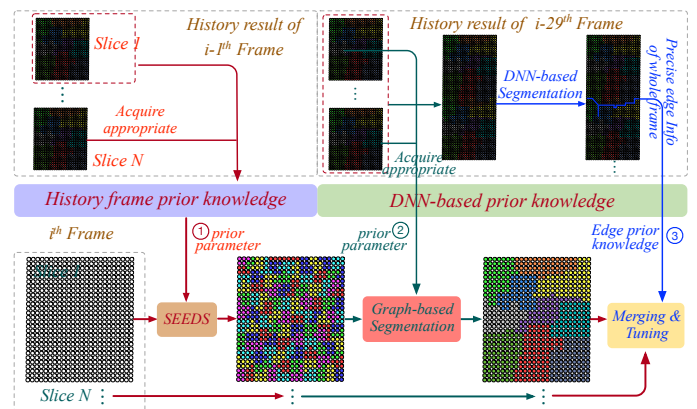 History result of
i-1th Frame
Slice 1
Acquire
appropriate
Slice N
History result of i-29th Frame
DNN-based
Segmentation
Precise edge Info
of whole frame
Acquire
appropriate
History frame prior knowledge
DNN-based prior knowledge
ith Frame
1 prior
parameter
prior 2
parameter
Edge prior 3
knowledge
Slice 1
SEEDS
Graph-based
Segmentation
Merging &
Tuning
Slice N